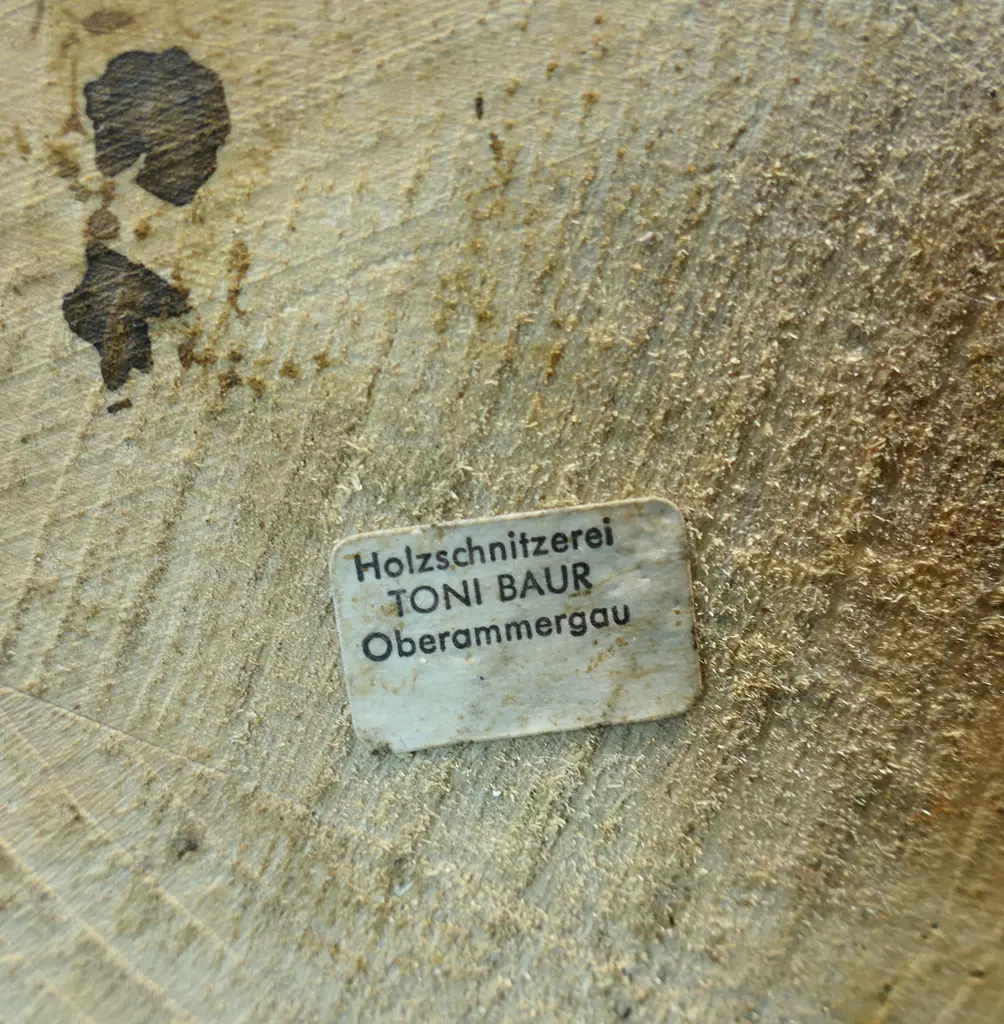 Holzschnitzerei
TONI BAUR
Oberammergau